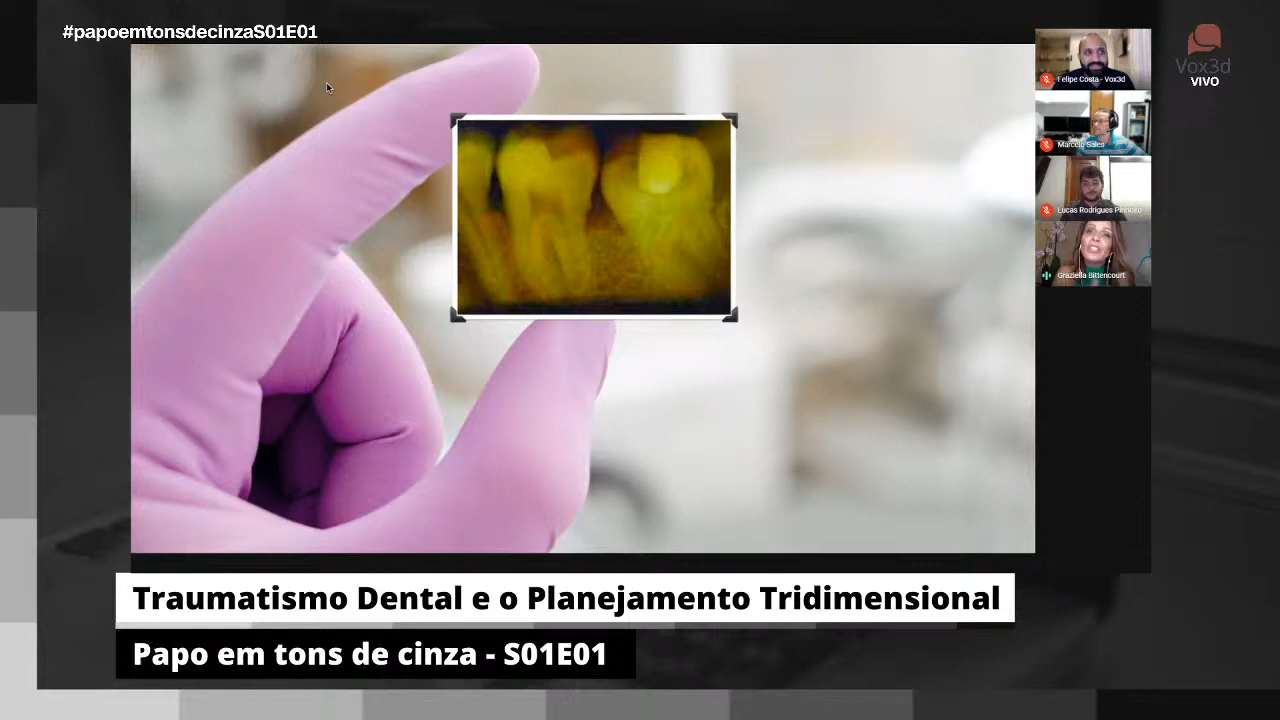 #papoemtonsdecinzaS01E01
Vox3d
VIVO
Felipe Costa - Vox3d
Marcelo Sales
Lucas Rodrigues Pinheiro
Graziella Bittencourt
Traumatismo Dental e o Planejamento Tridimensional
Papo em tons de cinza - S01E01